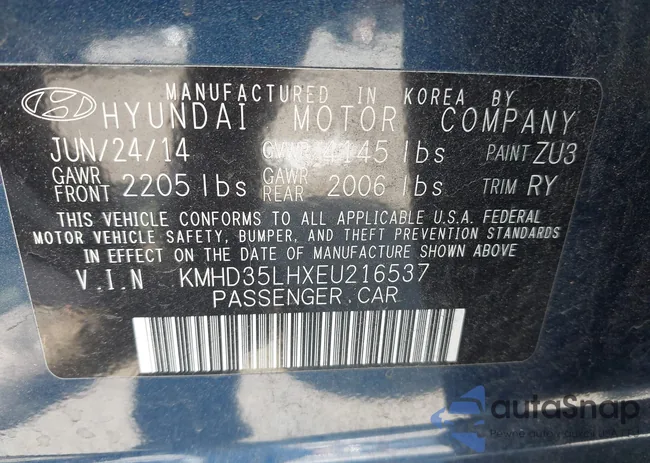 MANUFACTURED IN KOREA BY
HYUNDAI MOTOR COMPANY
JUN/24/14 GVWR 4145 lbs PAINT ZU3
GAWR FRONT 2205 lbs GAWR REAR 2006 lbs TRIM RY
THIS VEHICLE CONFORMS TO ALL APPLICABLE U.S.A. FEDERAL
MOTOR VEHICLE SAFETY, BUMPER, AND THEFT PREVENTION STANDARDS
IN EFFECT ON THE DATE OF MANUFACTURE SHOWN ABOVE
V.I.N KMHD35LHXEU216537
PASSENGER.CAR
autoSnap